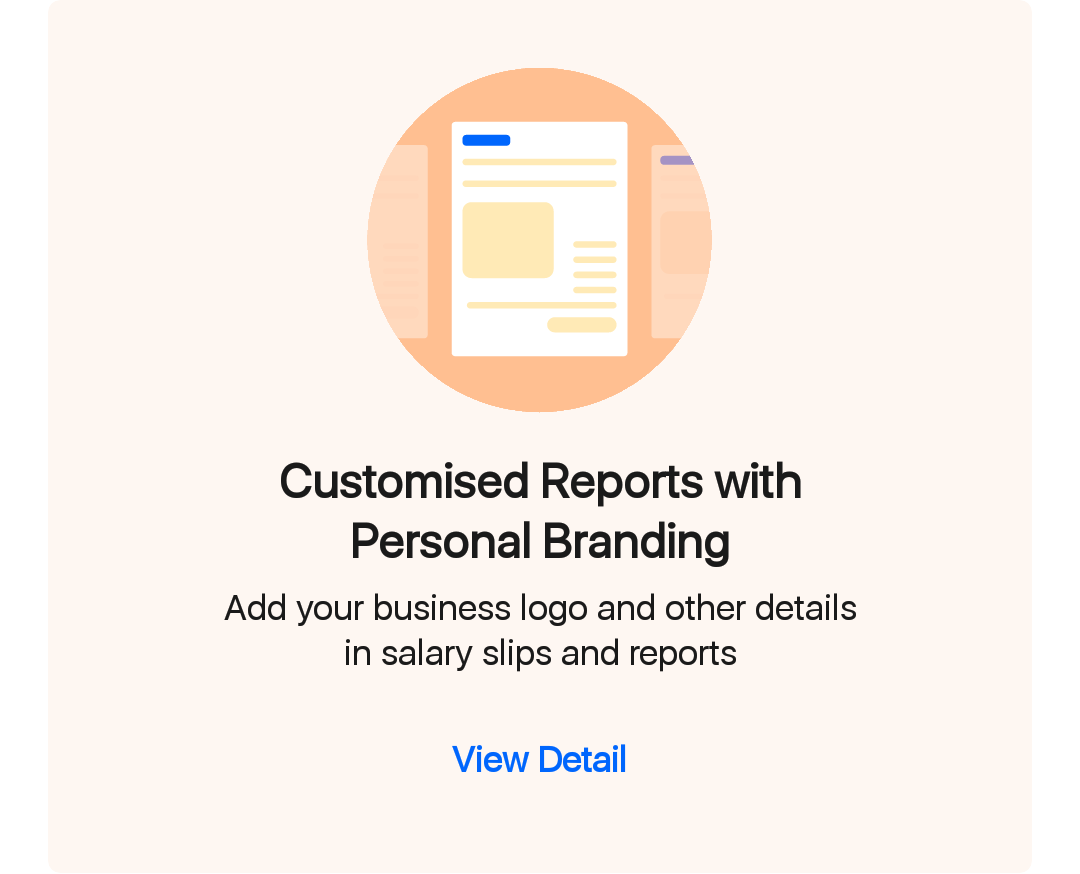 Customised Reports with
Personal Branding
Add your business logo and other details
in salary slips and reports
View Detail